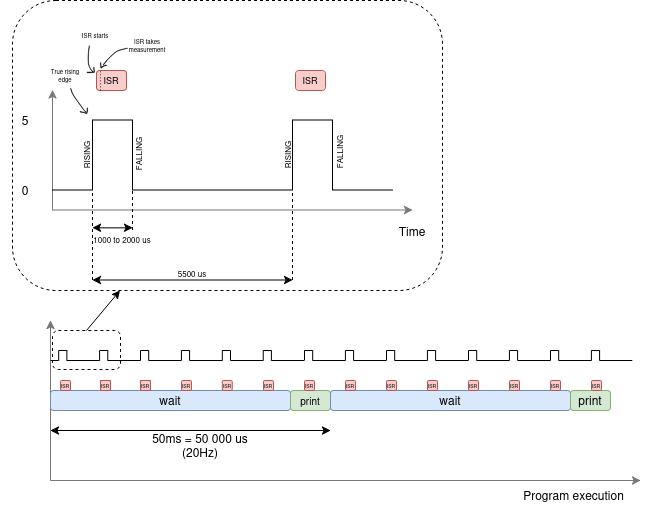 ISR starts
ISR takes
measurement
True rising
edge
ISR
ISR
5
RISING
FALLING
RISING
FALLING
0
Time
1000 to 2000 us
5500 us
ISR
ISR
ISR
ISR
ISR
ISR
ISR
ISR
ISR
ISR
ISR
ISR
ISR
ISR
wait
print
wait
print
50ms = 50 000 us
(20Hz)
Program execution